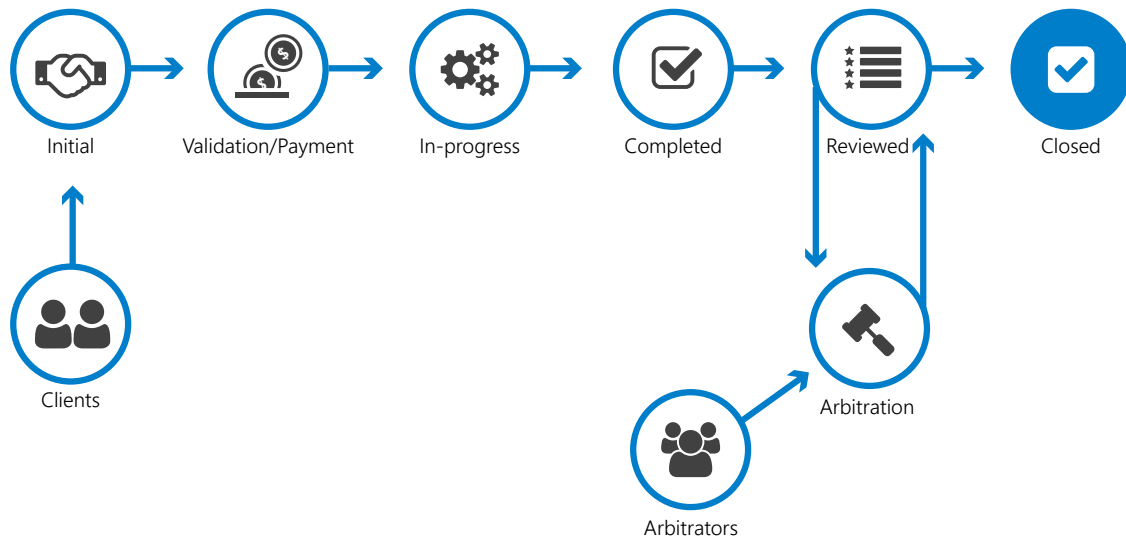 Initial
Validation/Payment
In-progress
Completed
Reviewed
Closed
Clients
Arbitration
Arbitrators